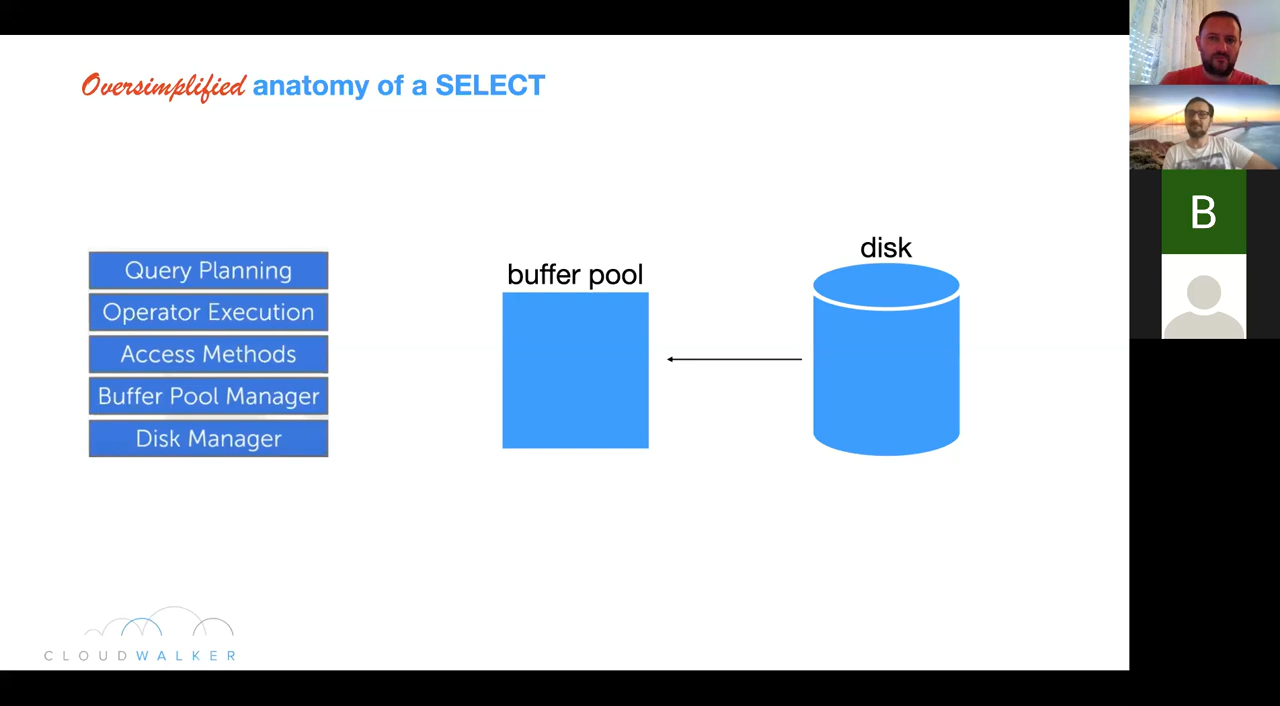 Oversimplified anatomy of a SELECT
Query Planning
Operator Execution
Access Methods
Buffer Pool Manager
Disk Manager
buffer pool
disk
CLOUDWALKER
B